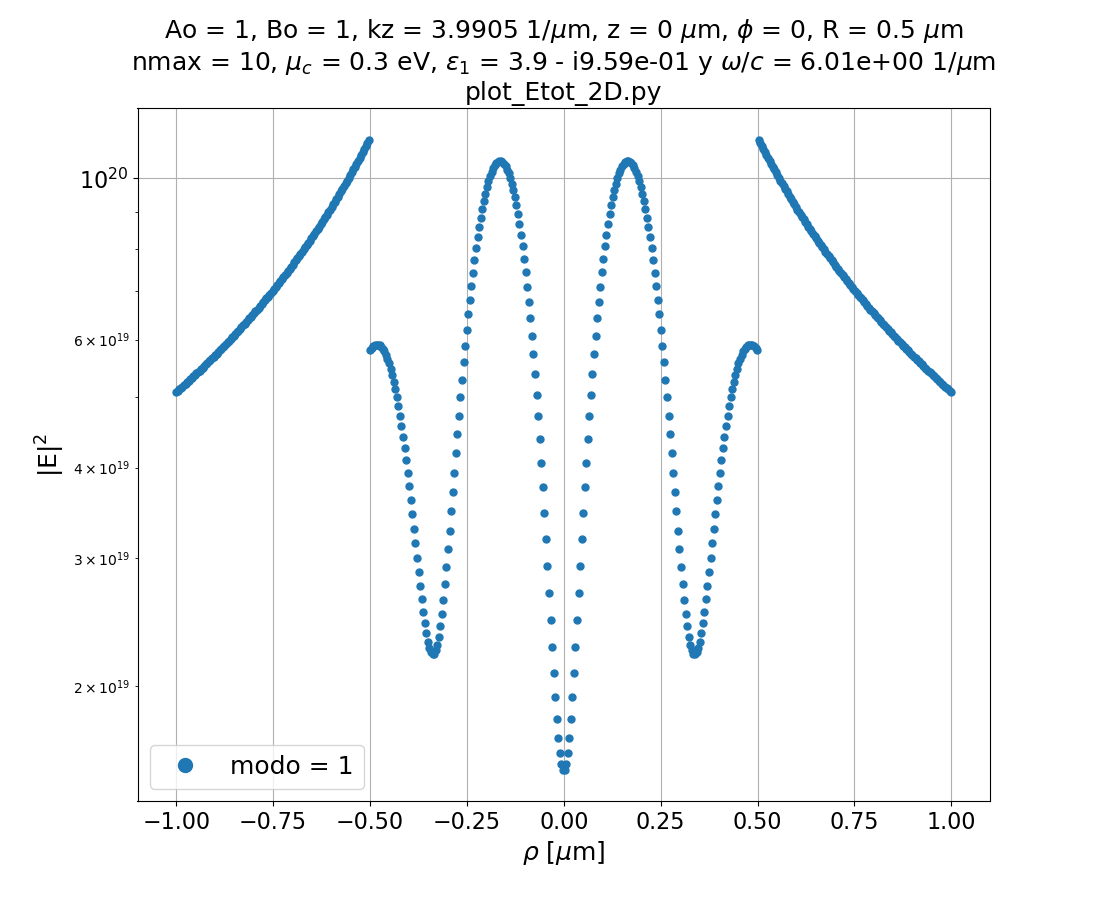 Ao = 1, Bo = 1, kz = 3.9905 1/μm, z = 0 μm, ϕ = 0, R = 0.5 μm
nmax = 10, μc = 0.3 eV, ε1 = 3.9 - i9.59e-01 y ω/c = 6.01e+00 1/μm
plot_Etot_2D.py
10^20
6 × 10^19
4 × 10^19
3 × 10^19
2 × 10^19
|E|^2
modo = 1
−1.00 −0.75 −0.50 −0.25 0.00 0.25 0.50 0.75 1.00
ρ [μm]